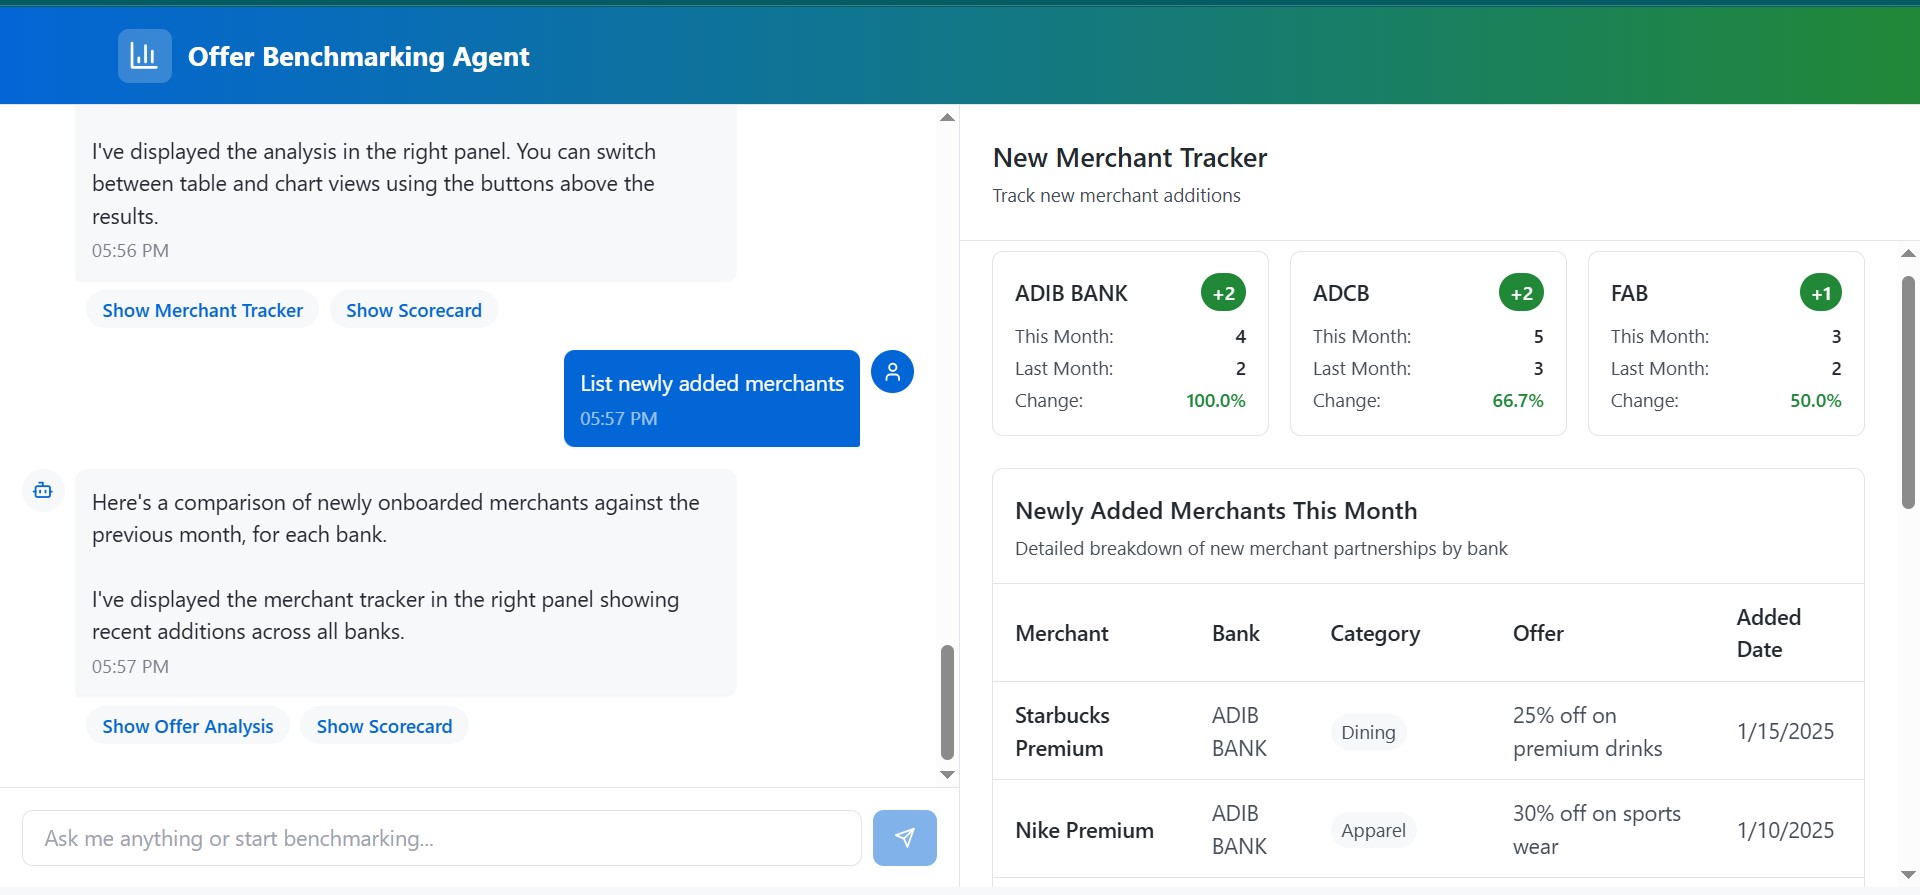 Offer Benchmarking Agent
I've displayed the analysis in the right panel. You can switch
between table and chart views using the buttons above the
results.
05:56 PM
Show Merchant Tracker
Show Scorecard
List newly added merchants
05:57 PM
Here's a comparison of newly onboarded merchants against the
previous month, for each bank.
I've displayed the merchant tracker in the right panel showing
recent additions across all banks.
05:57 PM
Show Offer Analysis
Show Scorecard
Ask me anything or start benchmarking...
New Merchant Tracker
Track new merchant additions
ADIB BANK +2
This Month: 4
Last Month: 2
Change: 100.0%
ADCB +2
This Month: 5
Last Month: 3
Change: 66.7%
FAB +1
This Month: 3
Last Month: 2
Change: 50.0%
Newly Added Merchants This Month
Detailed breakdown of new merchant partnerships by bank
Merchant
Bank
Category
Offer
Added
Date
Starbucks
Premium
ADIB
BANK
Dining
25% off on
premium drinks
1/15/2025
Nike Premium
ADIB
BANK
Apparel
30% off on sports
wear
1/10/2025